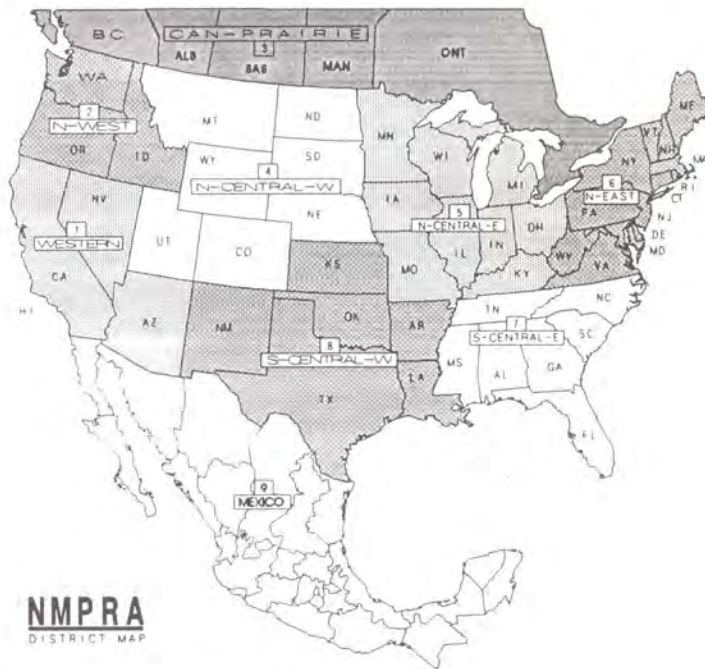 BC
CAN-PRAIRIE
3
ALB
SAS
MAN
ONT
WA
2
N-WEST
OR
ID
MT
ND
SD
WY
4
N-CENTRAL-W
NE
MN
WI
MI
IA
5
N-CENTRAL-E
IL
IN
OH
MO
KY
ME
VT
NH
NY
MA
6
N-EAST
RI
CT
PA
NJ
DE
MD
WV
VA
NV
1
WESTERN
CA
UT
CO
AZ
HI
KS
NM
OK
AR
8
S-CENTRAL-W
TX
LA
TN
NC
7
S-CENTRAL-E
SC
MS
AL
GA
FL
9
MEXICO
NMPRA
DISTRICT MAP